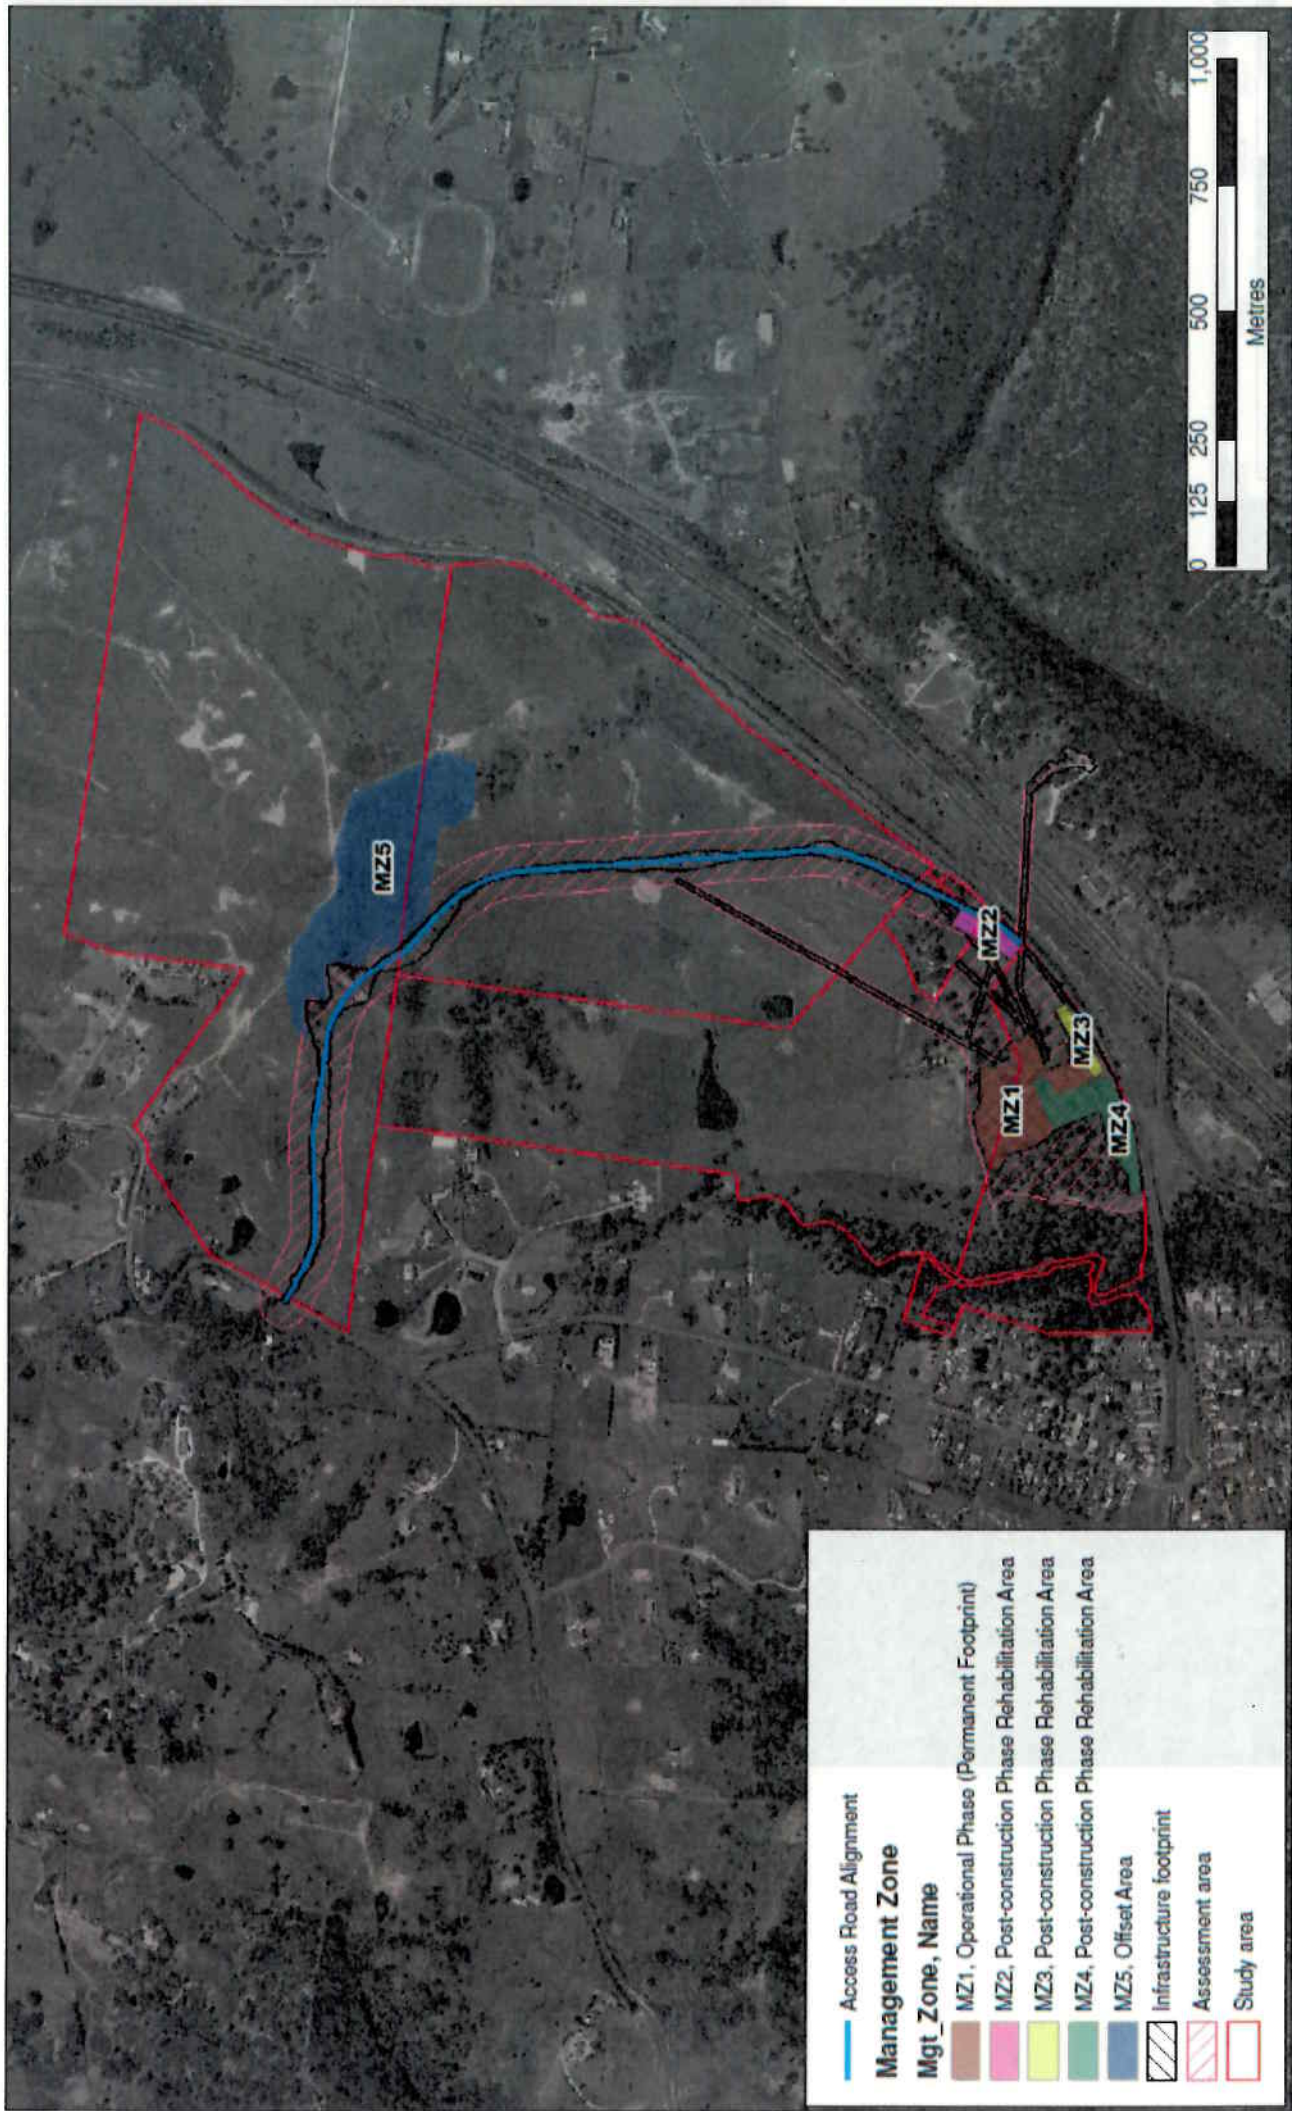 Access Road Alignment
Management Zone
Mgt_Zone, Name
MZ1, Operational Phase (Permanent Footprint)
MZ2, Post-construction Phase Rehabilitation Area
MZ3, Post-construction Phase Rehabilitation Area
MZ4, Post-construction Phase Rehabilitation Area
MZ5, Offset Area
Infrastructure footprint
Assessment area
Study area
MZ5
MZ2
MZ1
MZ3
MZ4
0 125 250 500 750 1,000
Metres